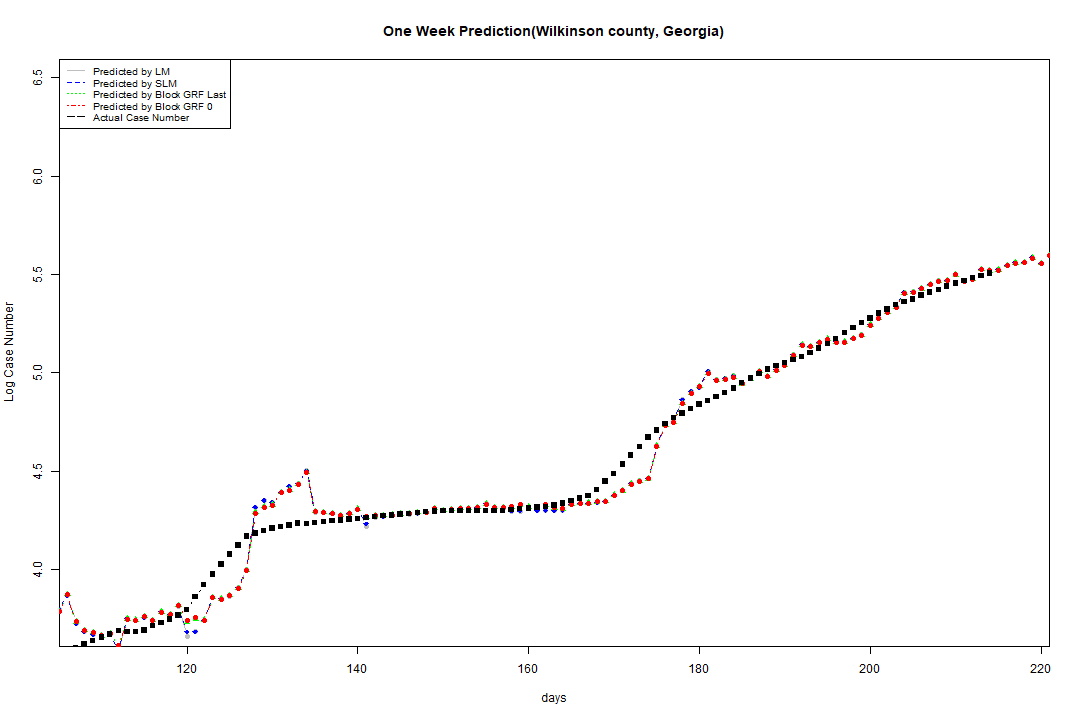 One Week Prediction(Wilkinson county, Georgia)
Predicted by LM
Predicted by SLM
Predicted by Block GRF Last
Predicted by Block GRF 0
Actual Case Number
6.5
6.0
5.5
5.0
4.5
4.0
Log Case Number
120 140 160 180 200 220
days